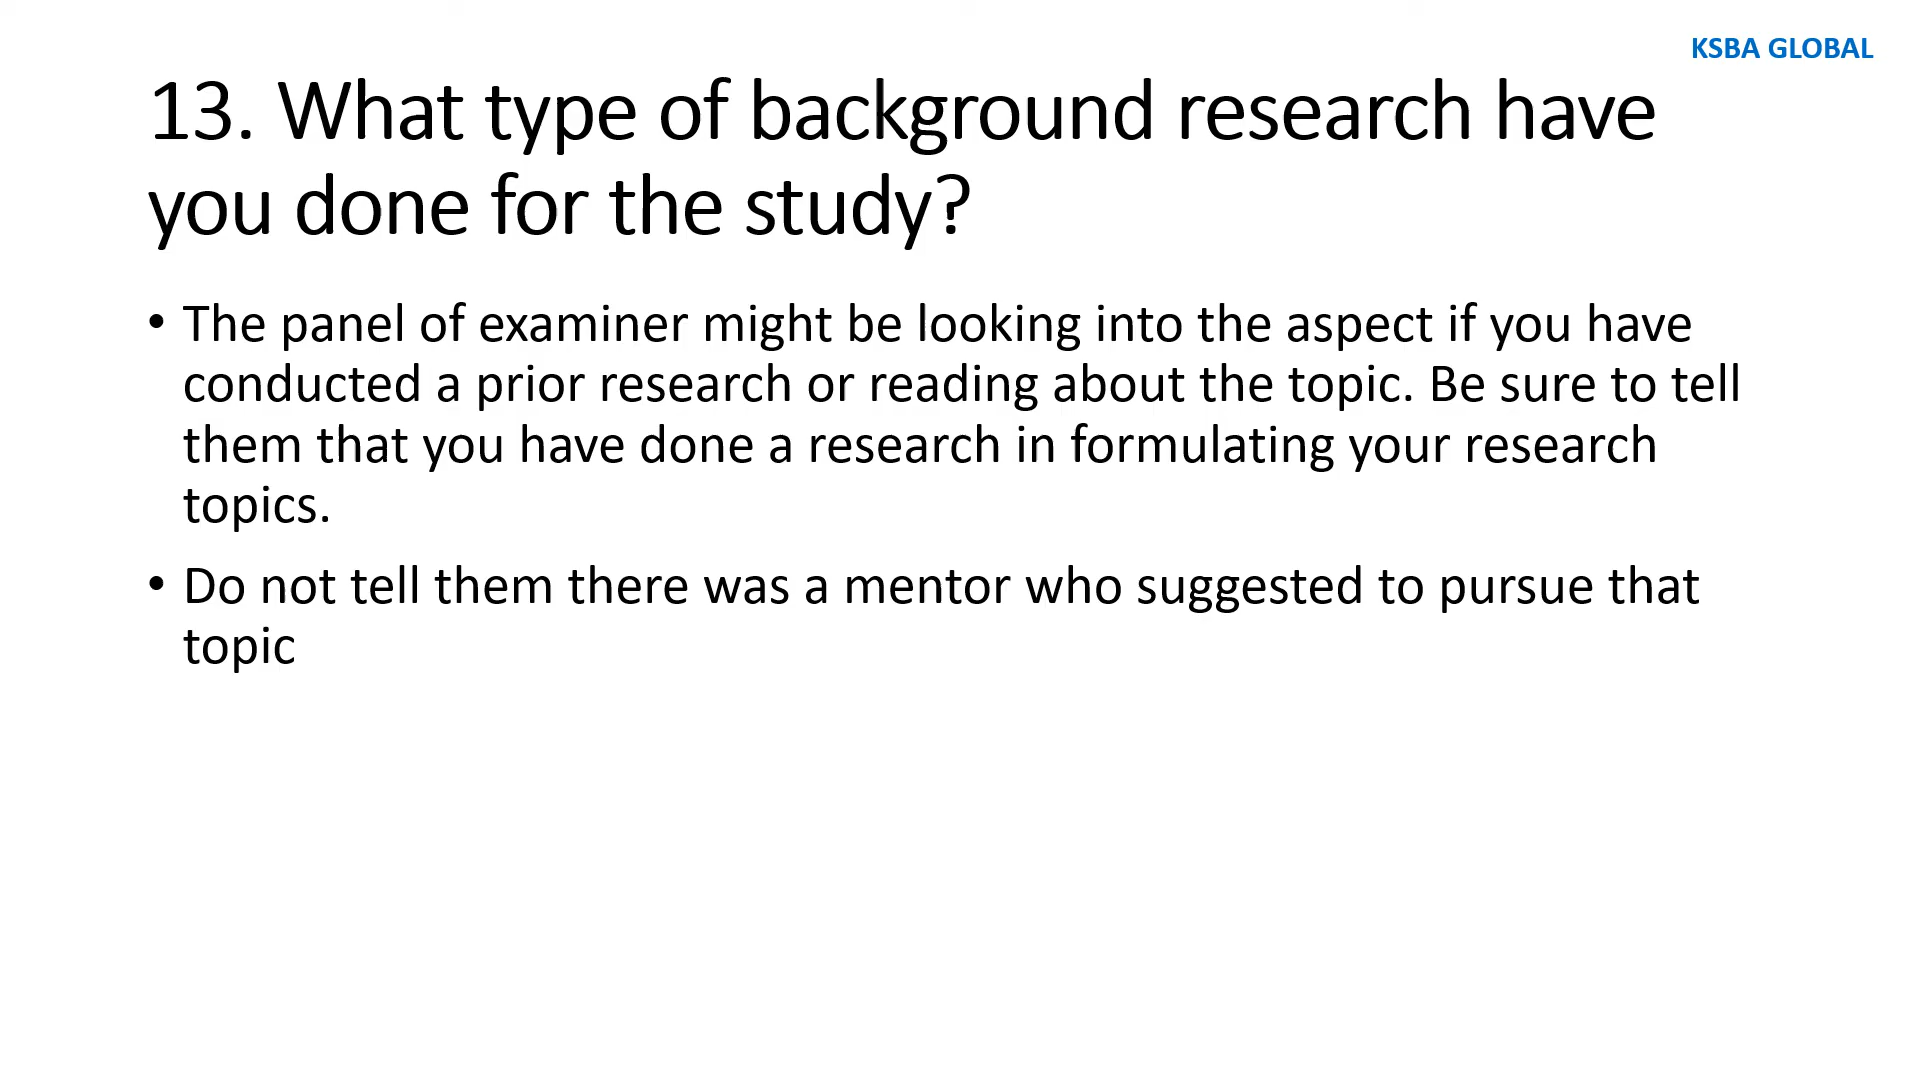 KSBA GLOBAL
13. What type of background research have
you done for the study?
• The panel of examiner might be looking into the aspect if you have
conducted a prior research or reading about the topic. Be sure to tell
them that you have done a research in formulating your research
topics.
• Do not tell them there was a mentor who suggested to pursue that
topic